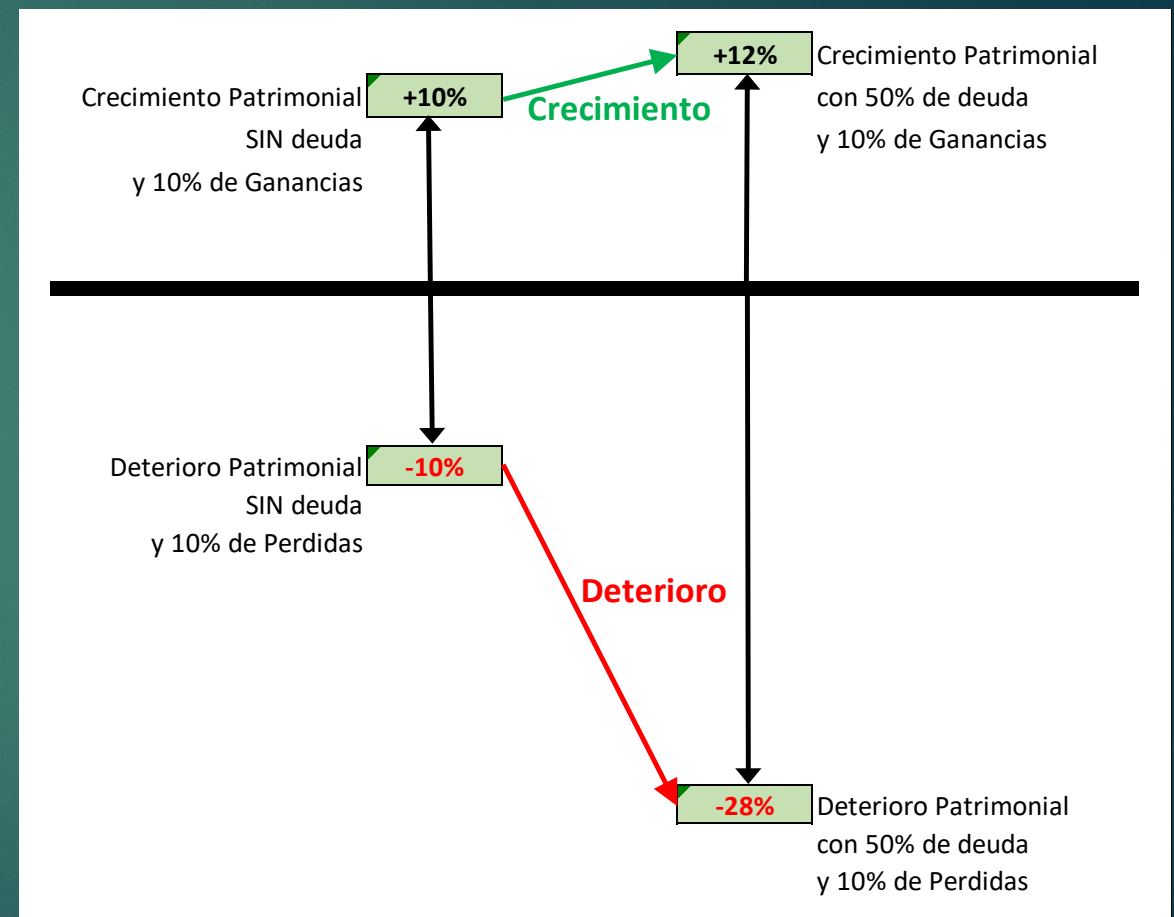 Crecimiento Patrimonial
SIN deuda
y 10% de Ganancias
+10%
Crecimiento
+12%
Crecimiento Patrimonial
con 50% de deuda
y 10% de Ganancias
Deterioro Patrimonial
SIN deuda
y 10% de Perdidas
-10%
Deterioro
-28%
Deterioro Patrimonial
con 50% de deuda
y 10% de Perdidas